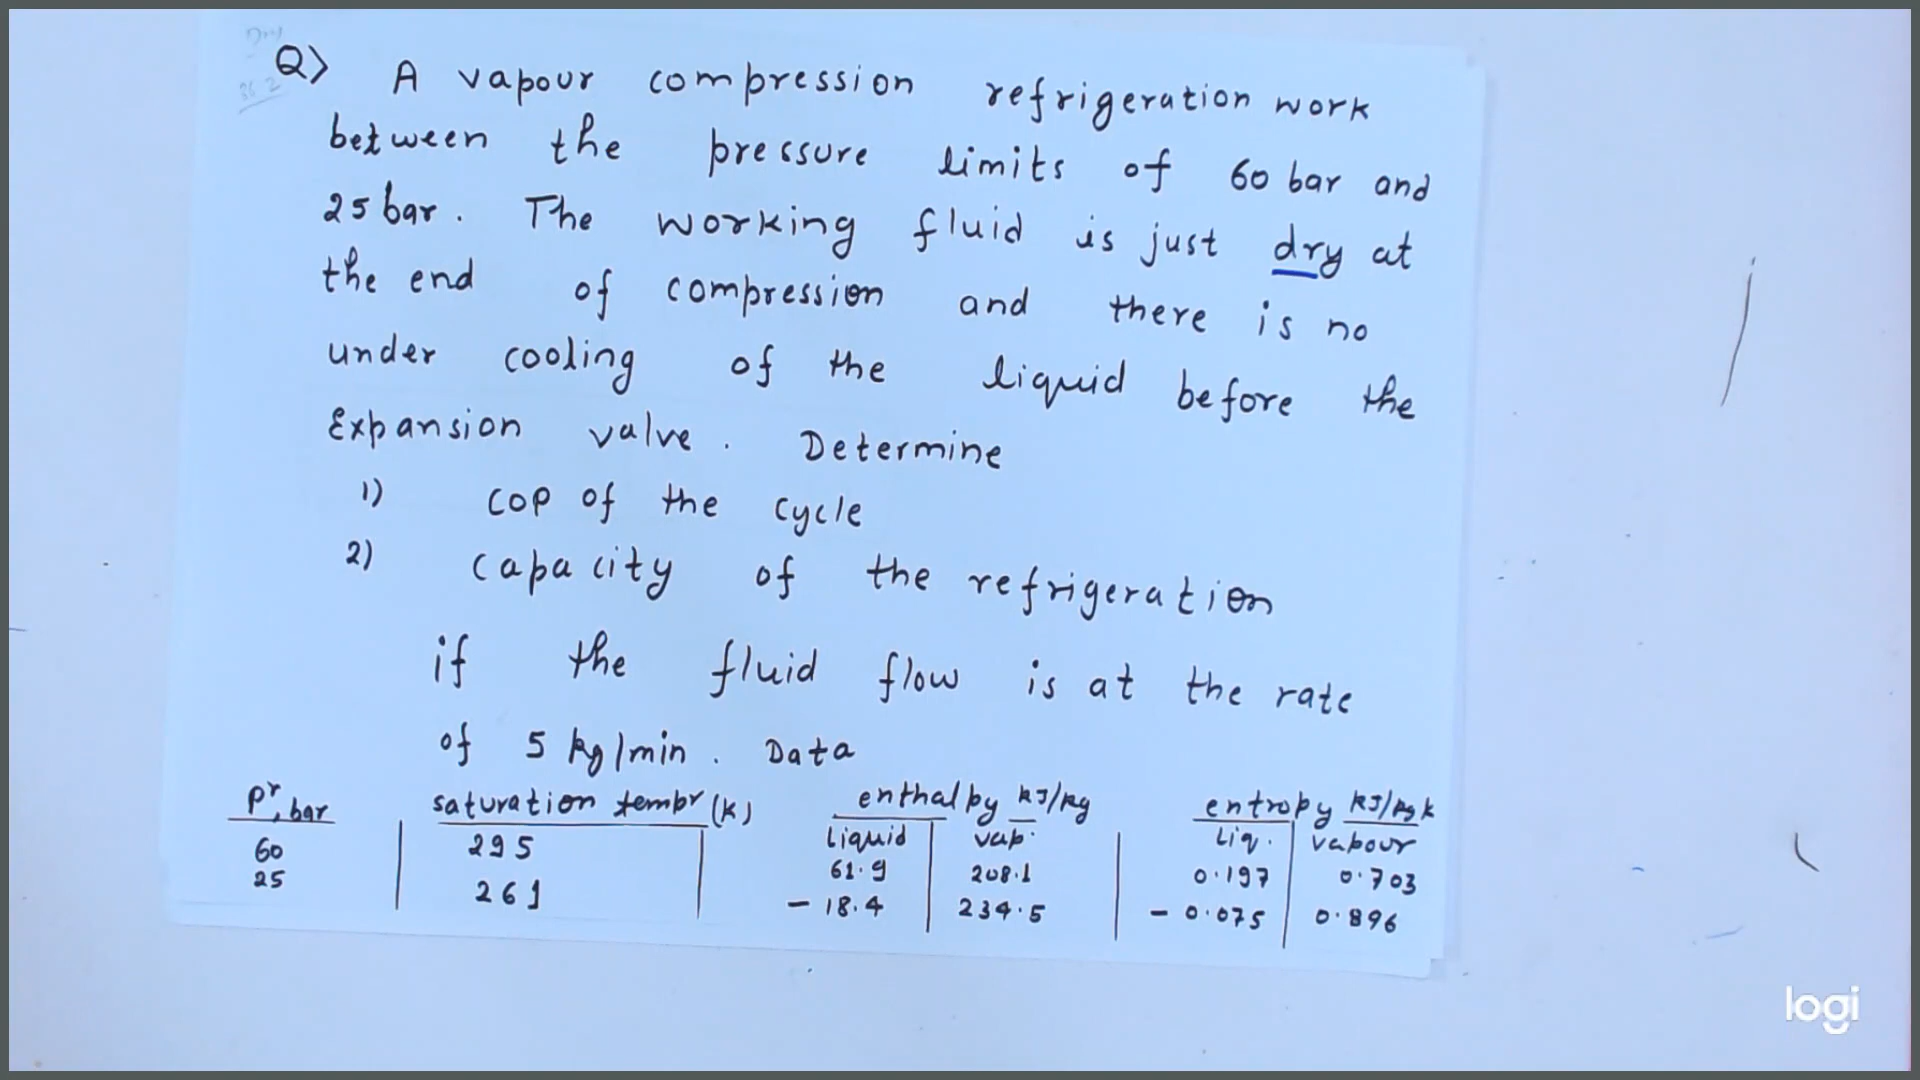 Q> A vapour compression refrigeration work
between the pressure limits of 60 bar and
25 bar. The working fluid is just dry at
the end of compression and there is no
under cooling of the liquid before the
Expansion valve. Determine
1) COP of the cycle
2) capacity of the refrigeration
if the fluid flow is at the rate
of 5 kg/min. Data
Pr, bar saturation tempr (K) enthalpy kJ/kg entropy kJ/kg k
liquid vap. Liq. vapour
60 295 61.9 208.1 0.197 0.703
25 261 - 18.4 234.5 - 0.075 0.896
logi